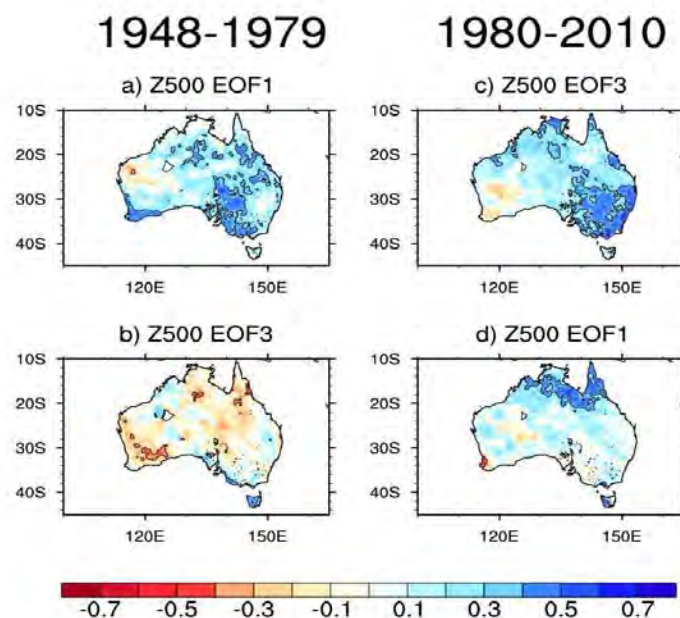 1948-1979 1980-2010
a) Z500 EOF1 c) Z500 EOF3
10S 10S
20S 20S
30S 30S
40S 40S
120E 150E 120E 150E
b) Z500 EOF3 d) Z500 EOF1
10S 10S
20S 20S
30S 30S
40S 40S
120E 150E 120E 150E
-0.7 -0.5 -0.3 -0.1 0.1 0.3 0.5 0.7